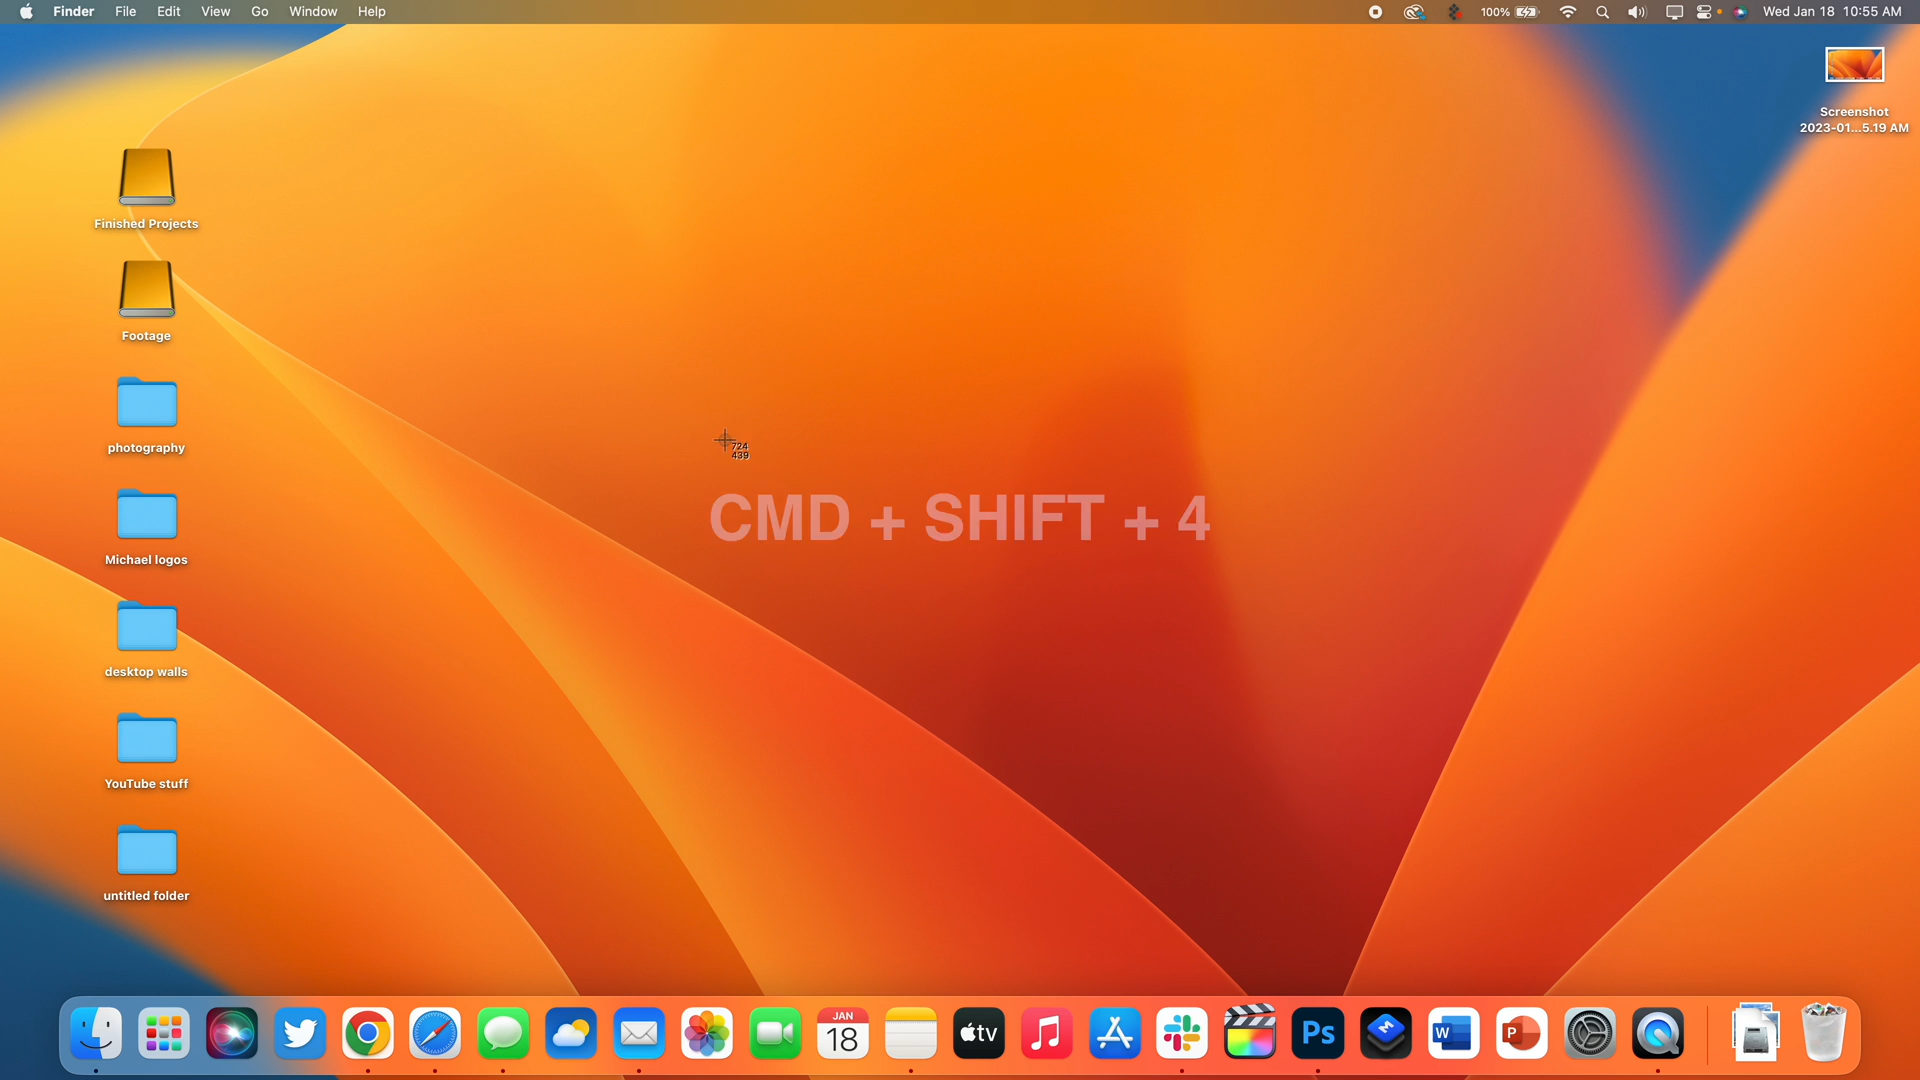 Finder File Edit View Go Window Help
100% Wed Jan 18 10:55 AM
Screenshot
2023-01...5.19 AM
Finished Projects
Footage
photography
Michael logos
desktop walls
YouTube stuff
untitled folder
724
439
CMD + SHIFT + 4
JAN
18
tv
Ps
W
P